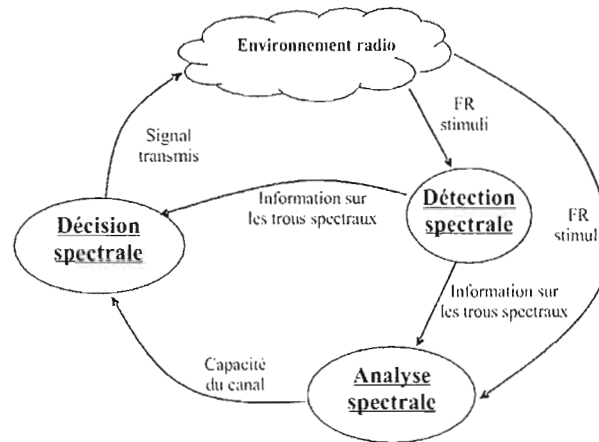 Environnement radio
FR
stimuli
Signal
transmis
Information sur
les trous spectraux
Détection
spectrale
Décision
spectrale
FR
stimuli
Information sur
les trous spectraux
Capacité
du canal
Analyse
spectrale